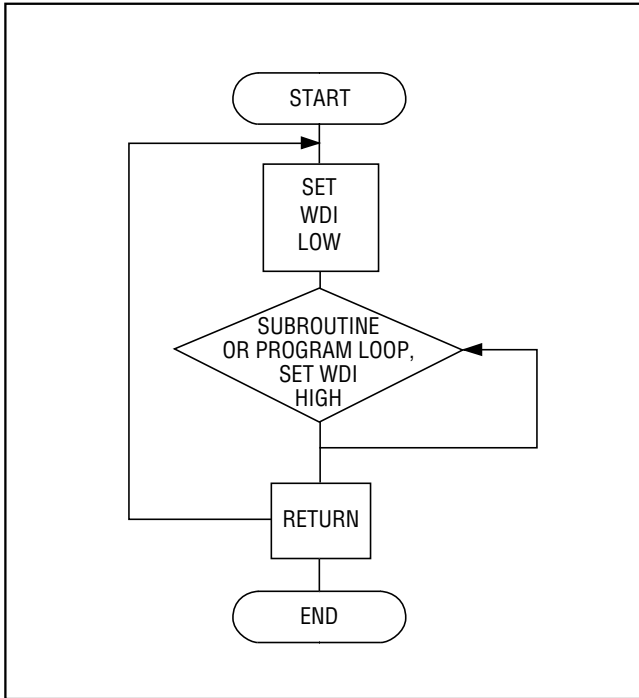 START
SET
WDI
LOW
SUBROUTINE
OR PROGRAM LOOP,
SET WDI
HIGH
RETURN
END